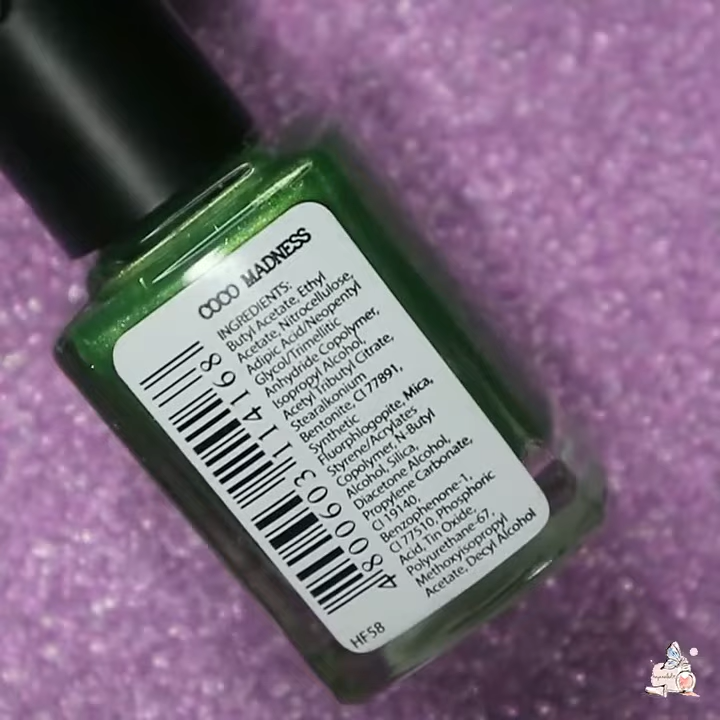 COCO MADNESS
INGREDIENTS:
Butyl Acetate, Ethyl
Acetate, Nitrocellulose,
Adipic Acid/Neopentyl
Glycol/Trimellitic
Anhydride Copolymer,
Isopropyl Alcohol,
Acetyl Tributyl Citrate,
Stearalkonium
Bentonite, CI 77891,
Synthetic
Fluorphlogopite, Mica,
Styrene/Acrylates
Copolymer, N-Butyl
Alcohol, Silica,
Diacetone Alcohol,
Propylene Carbonate,
CI 19140,
Benzophenone-1,
CI 77510, Phosphoric
Acid, Tin Oxide,
Polyurethane-67,
Methoxyisopropyl
Acetate, Decyl Alcohol
4800603114168
HF58